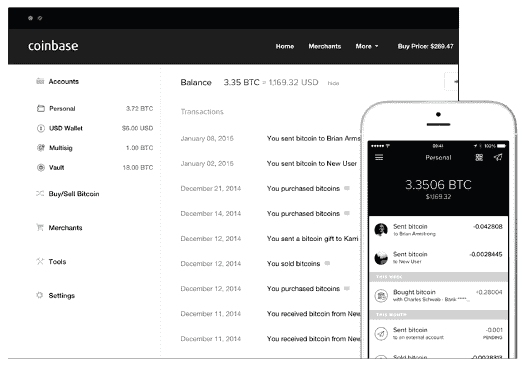 coinbase
Home Merchants More Buy Price: $269.47
Accounts
Personal 3.72 BTC
USD Wallet $6.00 USD
Multisig 1.00 BTC
Vault 18.00 BTC
Buy/Sell Bitcoin
Merchants
Tools
Settings
Balance 3.35 BTC = 1,169.32 USD hide
Transactions
January 08, 2015 You sent bitcoin to Brian Arms
January 02, 2015 You sent bitcoin to New User
December 21, 2014 You purchased bitcoins
December 14, 2014 You purchased bitcoins
December 12, 2014 You sent a bitcoin gift to Karri
December 12, 2014 You sold bitcoins
December 12, 2014 You purchased bitcoins
December 11, 2014 You received bitcoin from New
December 11, 2014 You received bitcoin from New
09:41 100%
Personal
3.3506 BTC
$1,169.32
Sent bitcoin -0.042808
to Brian Armstrong
Sent bitcoin -0.0028445
to New User
THIS WEEK
Bought bitcoin +0.28004
with Charles Schwab - Bank *****...
THIS MONTH
Sent bitcoin -0.001
to an external account PENDING
Sold bitcoin -0.0028313